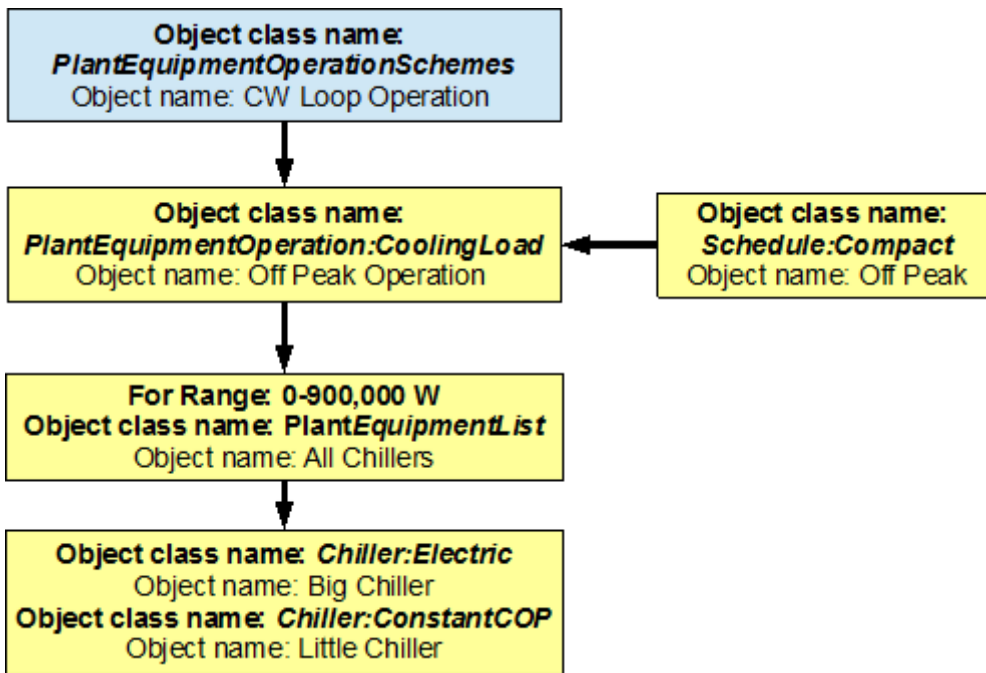 Object class name:
PlantEquipmentOperationSchemes
Object name: CW Loop Operation
Object class name:
PlantEquipmentOperation:CoolingLoad
Object name: Off Peak Operation
Object class name:
Schedule:Compact
Object name: Off Peak
For Range: 0-900,000 W
Object class name: PlantEquipmentList
Object name: All Chillers
Object class name: Chiller:Electric
Object name: Big Chiller
Object class name: Chiller:ConstantCOP
Object name: Little Chiller